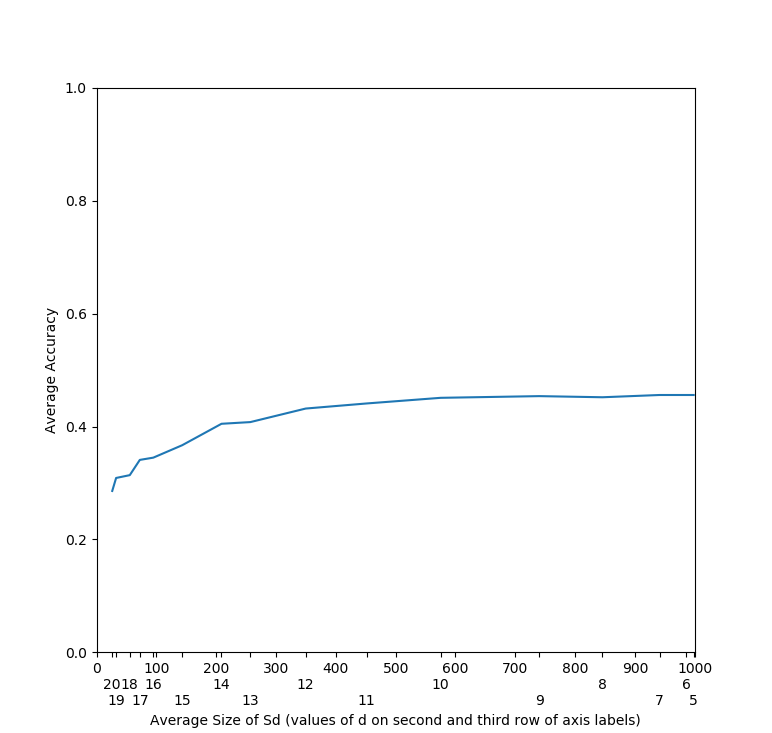 1.0
0.8
0.6
0.4
0.2
0.0
Average Accuracy
0 100 200 300 400 500 600 700 800 900 1000
20 18 16 14 12 10 8 6
19 17 15 13 11 9 7 5
Average Size of Sd (values of d on second and third row of axis labels)